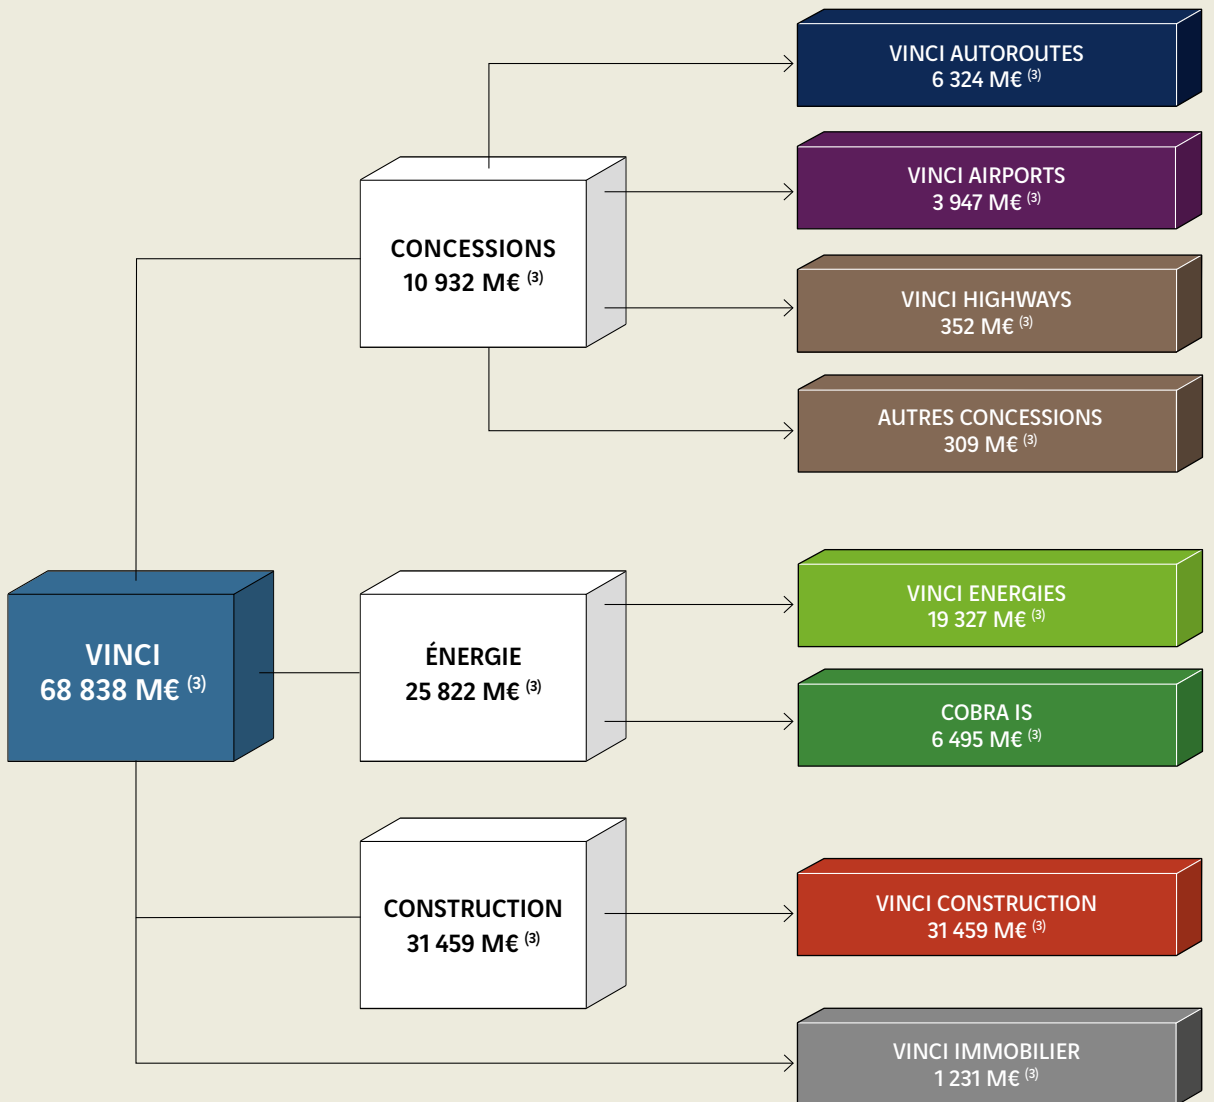 VINCI AUTOROUTES
6 324 M€ (3)
VINCI AIRPORTS
3 947 M€ (3)
CONCESSIONS
10 932 M€ (3)
VINCI HIGHWAYS
352 M€ (3)
AUTRES CONCESSIONS
309 M€ (3)
VINCI
68 838 M€ (3)
ÉNERGIE
25 822 M€ (3)
VINCI ENERGIES
19 327 M€ (3)
COBRA IS
6 495 M€ (3)
CONSTRUCTION
31 459 M€ (3)
VINCI CONSTRUCTION
31 459 M€ (3)
VINCI IMMOBILIER
1 231 M€ (3)